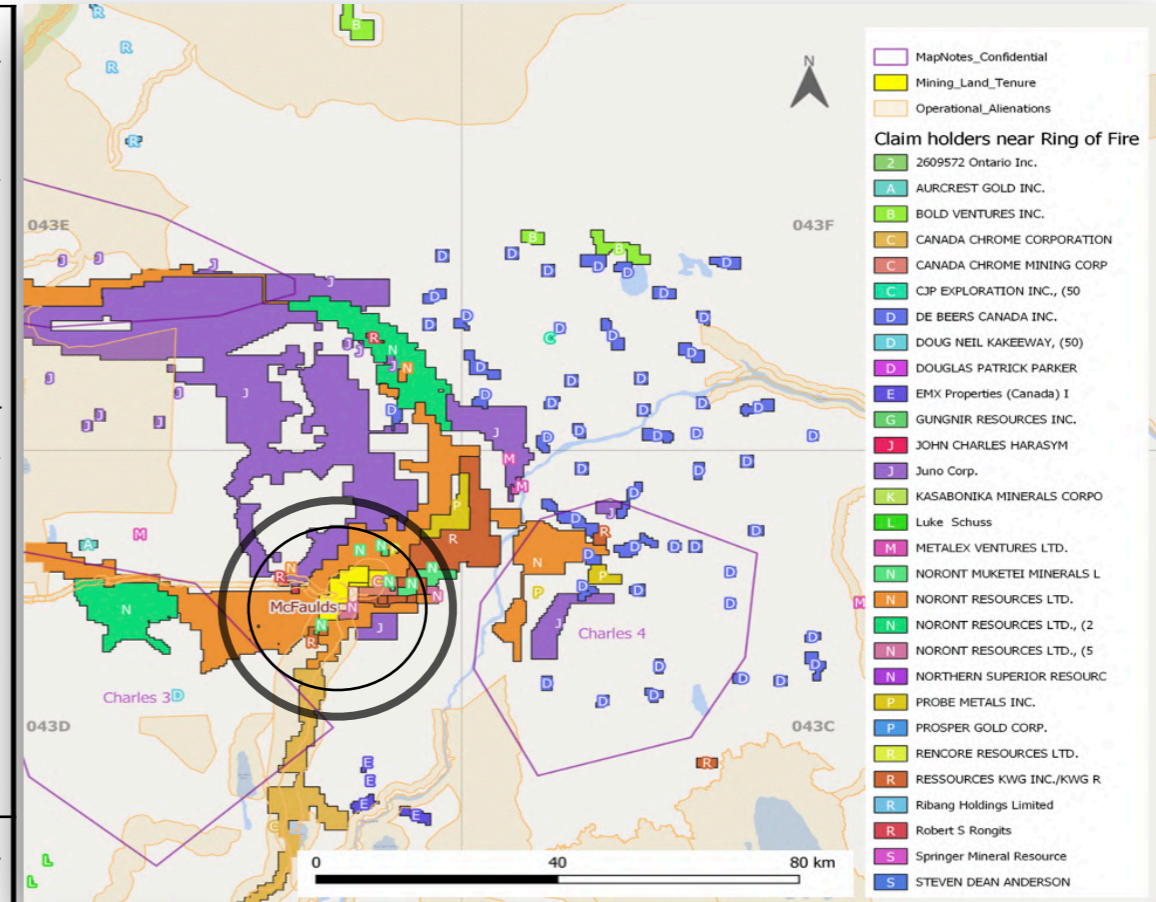 N
MapNotes_Confidential
Mining_Land_Tenure
Operational_Alienations
Claim holders near Ring of Fire
2 2609572 Ontario Inc.
A AURCREST GOLD INC.
B BOLD VENTURES INC.
C CANADA CHROME CORPORATION
C CANADA CHROME MINING CORP
C CJP EXPLORATION INC., (50
D DE BEERS CANADA INC.
D DOUG NEIL KAKEEWAY, (50)
D DOUGLAS PATRICK PARKER
E EMX Properties (Canada) I
G GUNGNIR RESOURCES INC.
J JOHN CHARLES HARASYM
J Juno Corp.
K KASABONIKA MINERALS CORPO
L Luke Schuss
M METALEX VENTURES LTD.
N NORONT MUKETEI MINERALS L
N NORONT RESOURCES LTD.
N NORONT RESOURCES LTD., (2
N NORONT RESOURCES LTD., (5
N NORTHERN SUPERIOR RESOURC
P PROBE METALS INC.
P PROSPER GOLD CORP.
R RENCORE RESOURCES LTD.
R RESSOURCES KWG INC./KWG R
R Ribang Holdings Limited
R Robert S Rongits
S Springer Mineral Resource
S STEVEN DEAN ANDERSON
043E
043F
McFaulds
Charles 4
Charles 3
043D
043C
0 40 80 km